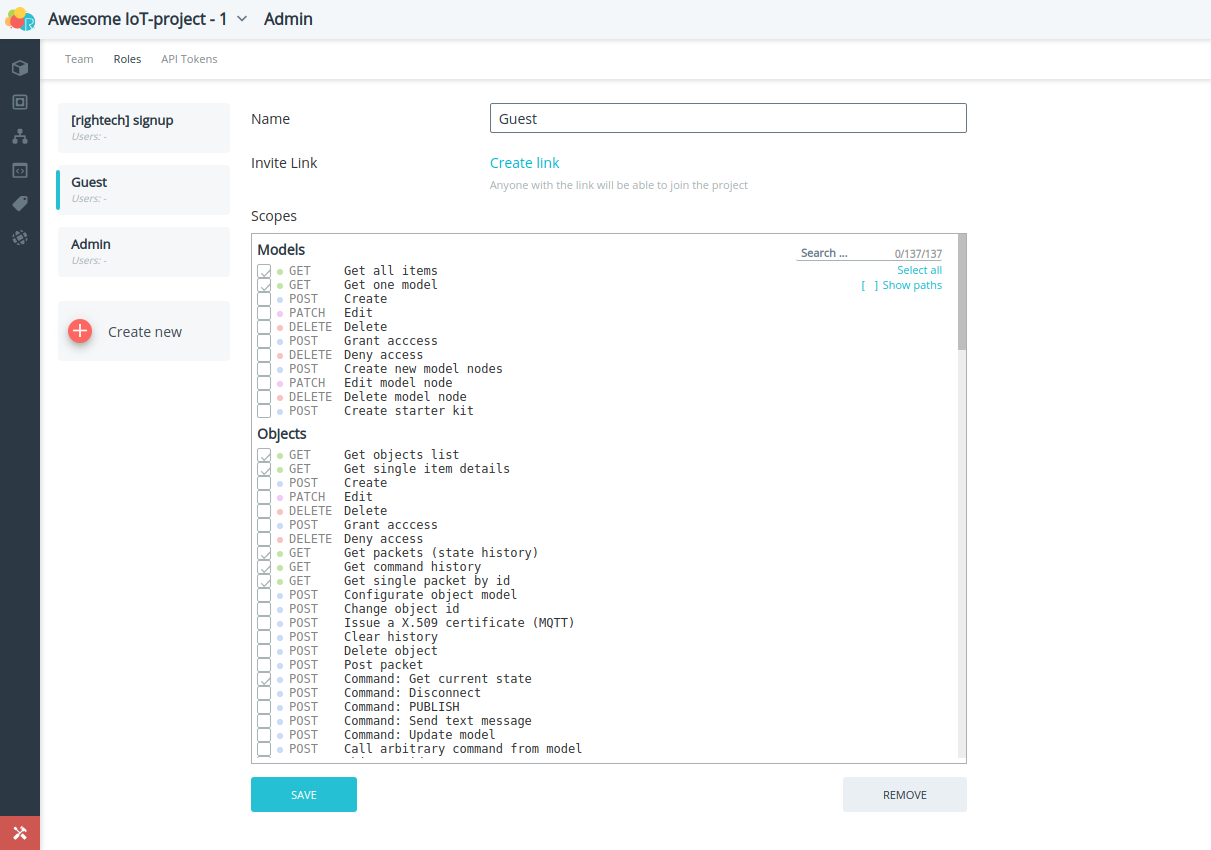 Awesome IoT-project - 1 Admin
Team Roles API Tokens
[rightech] signup
Users: -
Guest
Users: -
Admin
Users: -
Create new
Name Guest
Invite Link Create link
Anyone with the link will be able to join the project
Scopes
Models
Search ... 0/137/137
Select all
[ ] Show paths
GET Get all items
GET Get one model
POST Create
PATCH Edit
DELETE Delete
POST Grant acccess
DELETE Deny access
POST Create new model nodes
PATCH Edit model node
DELETE Delete model node
POST Create starter kit
Objects
GET Get objects list
GET Get single item details
POST Create
PATCH Edit
DELETE Delete
POST Grant acccess
DELETE Deny access
GET Get packets (state history)
GET Get command history
GET Get single packet by id
POST Configurate object model
POST Change object id
POST Issue a X.509 certificate (MQTT)
POST Clear history
POST Delete object
POST Post packet
POST Command: Get current state
POST Command: Disconnect
POST Command: PUBLISH
POST Command: Send text message
POST Command: Update model
POST Call arbitrary command from model
SAVE REMOVE